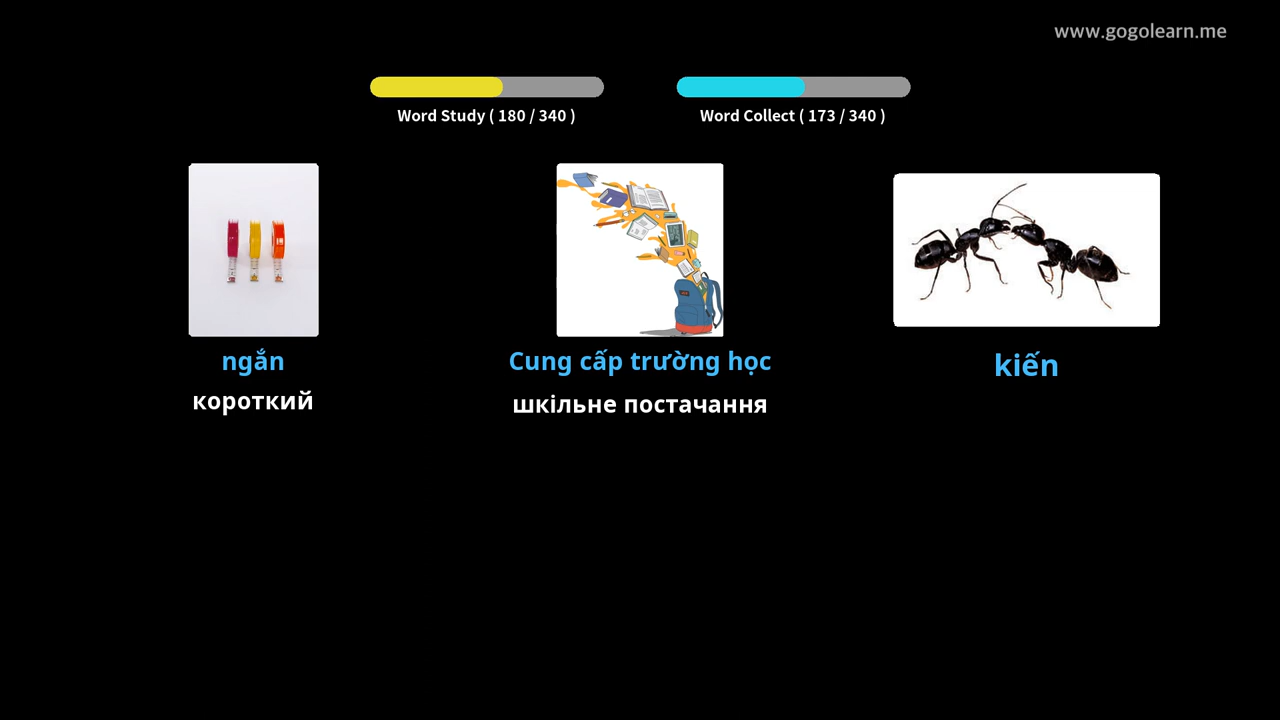 www.gogolearn.me
Word Study ( 180 / 340 )
Word Collect ( 173 / 340 )
ngắn
короткий
Cung cấp trường học
шкільне постачання
kiến